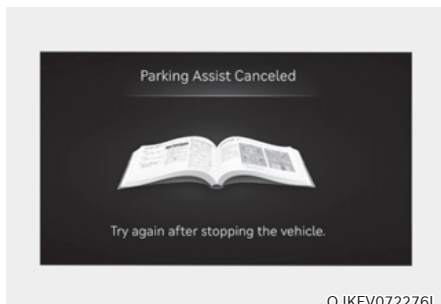 Parking Assist Canceled
Try again after stopping the vehicle.
OJKEV072276L